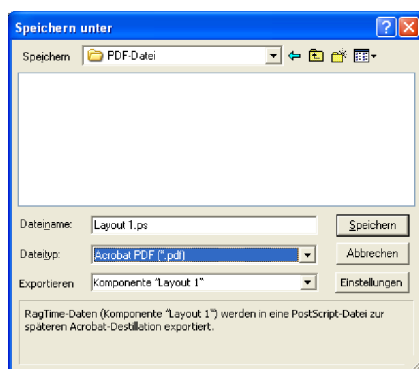 Speichern unter
Speichern PDF-Datei
Dateiname: Layout 1.ps Speichern
Dateityp: Acrobat PDF (*.pdf) Abbrechen
Exportieren Komponente "Layout 1" Einstellungen
RagTime-Daten (Komponente "Layout 1") werden in eine PostScript-Datei zur
späteren Acrobat-Destillation exportiert.